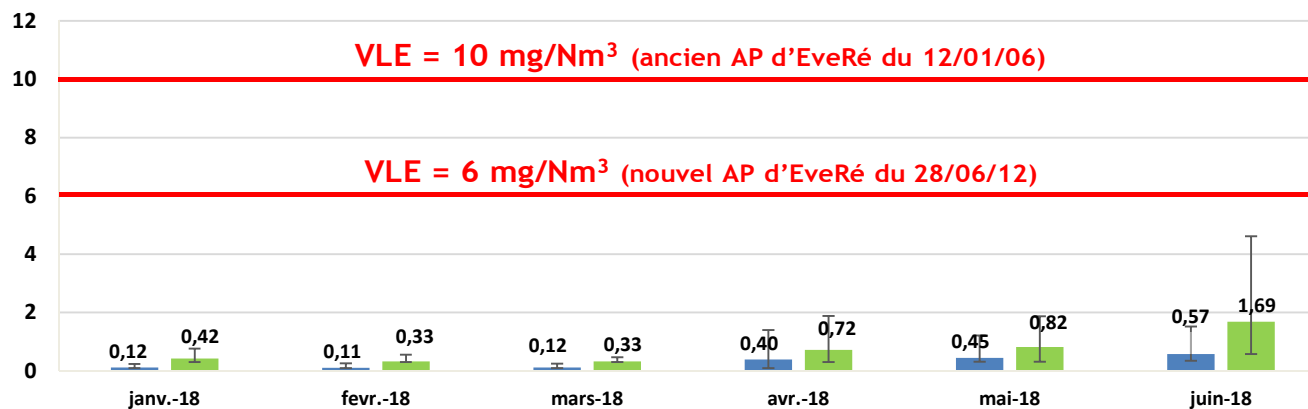 12
VLE = 10 mg/Nm³ (ancien AP d’EveRé du 12/01/06)
10
8
VLE = 6 mg/Nm³ (nouvel AP d’EveRé du 28/06/12)
6
4
2
0,12 0,42 0,11 0,33 0,12 0,33 0,40 0,72 0,45 0,82 0,57 1,69
0
janv.-18 fevr.-18 mars-18 avr.-18 mai-18 juin-18